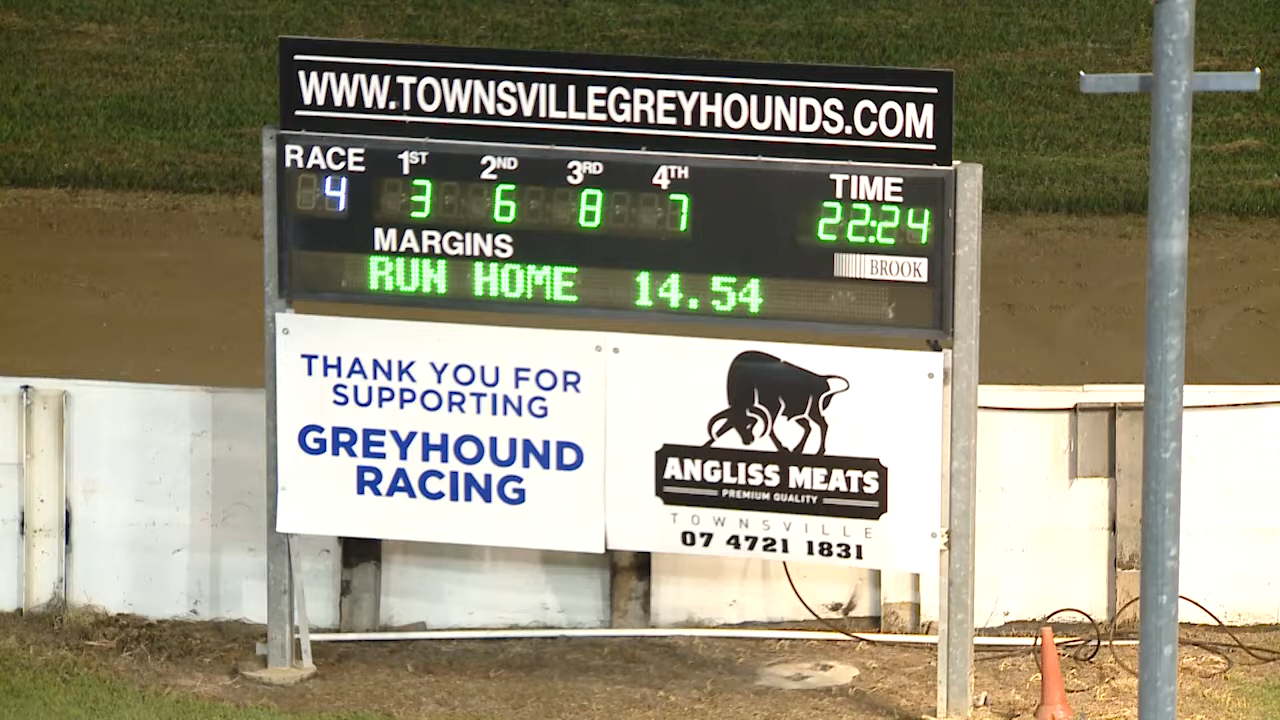 WWW.TOWNSVILLEGREYHOUNDS.COM
RACE 1ST 2ND 3RD 4TH TIME
4 3 6 8 7 22:24
MARGINS
BROOK
RUN HOME 14.54
THANK YOU FOR
SUPPORTING
GREYHOUND
RACING
ANGLISS MEATS
PREMIUM QUALITY
TOWNSVILLE
07 4721 1831